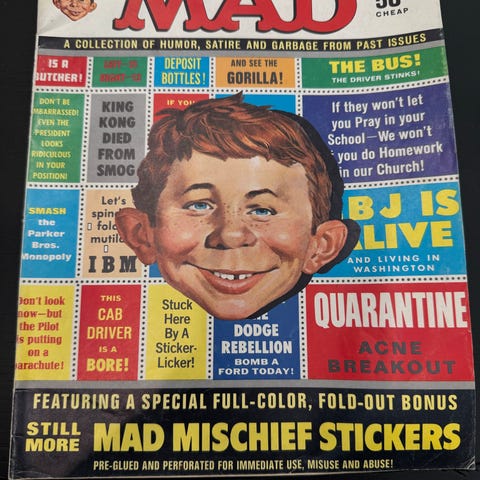 MAD
50¢
CHEAP
A COLLECTION OF HUMOR, SATIRE AND GARBAGE FROM PAST ISSUES
IS A
BUTCHER!
DEPOSIT
BOTTLES!
AND SEE THE
GORILLA!
THE BUS!
THE DRIVER STINKS!
DON'T BE
EMBARRASSED!
EVEN THE
PRESIDENT
LOOKS
RIDICULOUS
IN YOUR
POSITION!
KING
KONG
DIED
FROM
SMOG
IF YOU
If they won't let
you Pray in your
School—We won't
you do Homework
in our Church!
SMASH
the
Parker
Bros.
Monopoly
Let's
spind
fold
mutila
IBM
BJ IS
ALIVE
AND LIVING IN
WASHINGTON
Don't look
now—but
the Pilot
is putting
on a
parachute!
THIS
CAB
DRIVER
IS A
BORE!
Stuck
Here
By A
Sticker-
Licker!
THE
DODGE
REBELLION
BOMB A
FORD TODAY!
QUARANTINE
ACNE
BREAKOUT
FEATURING A SPECIAL FULL-COLOR, FOLD-OUT BONUS
STILL
MORE
MAD MISCHIEF STICKERS
PRE-GLUED AND PERFORATED FOR IMMEDIATE USE, MISUSE AND ABUSE!